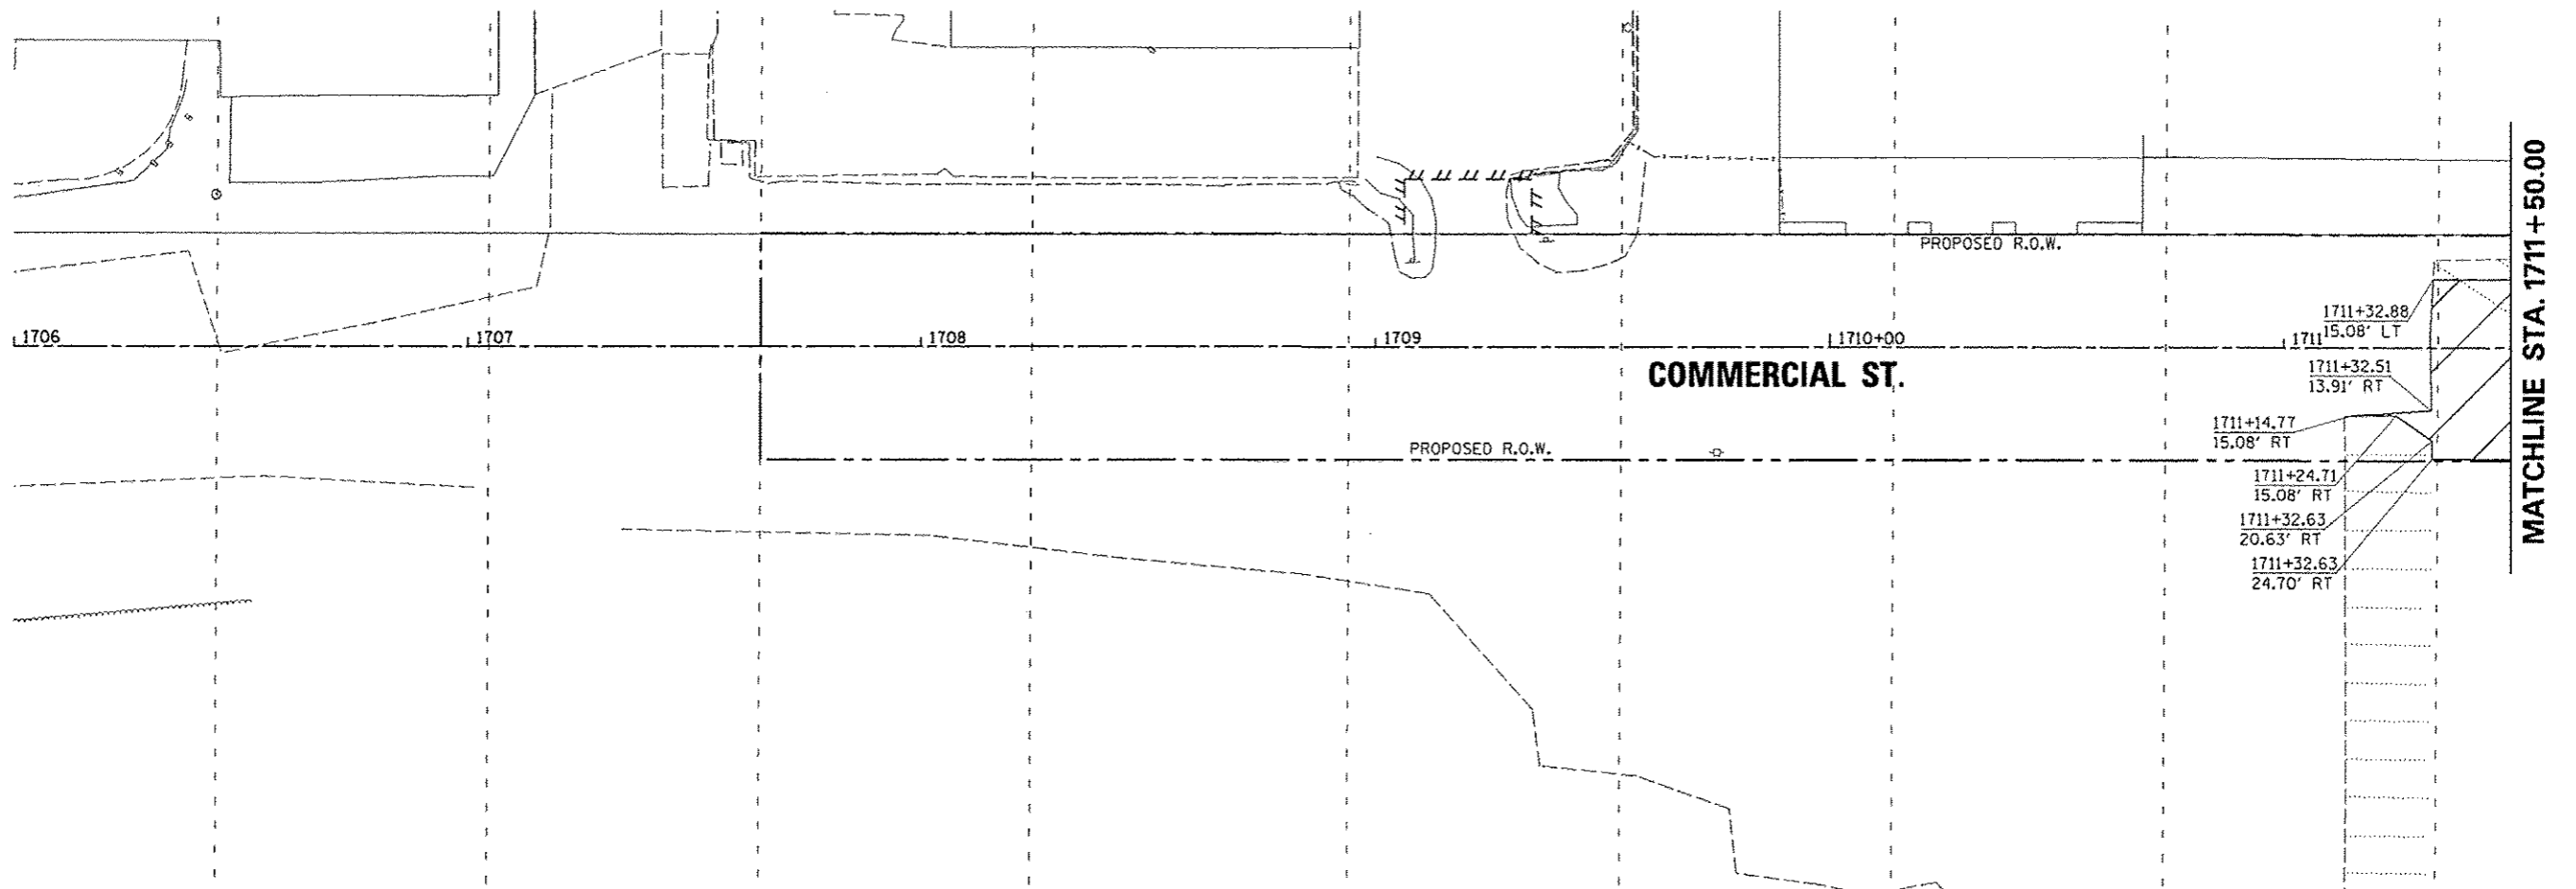 PROPOSED R.O.W.
1706
1707
1708
1709
1710+00
1711
COMMERCIAL ST.
PROPOSED R.O.W.
1711+32.88
15.08' LT
1711+32.51
13.91' RT
1711+14.77
15.08' RT
1711+24.71
15.08' RT
1711+32.63
20.63' RT
1711+32.63
24.70' RT
MATCHLINE STA. 1711+50.00